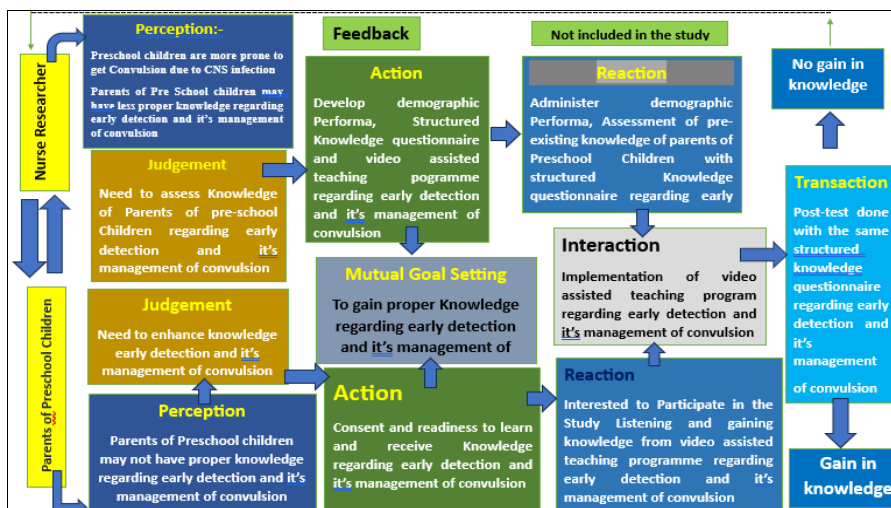 Perception:-
Preschool children are more prone to
get Convulsion due to CNS infection
Parents of Pre School children may
have less proper knowledge regarding
early detection and it's management
of convulsion
Feedback
Not included in the study
Nurse Researcher
Action
Develop demographic
Performa, Structured
Knowledge questionnaire
and video assisted
teaching pogramme
regarding early detection
and it's management of
convulsion
Reaction
Administer demographic
Performa, Assessment of pre-
existing knowledge of parents of
Preschool Children with
structured Knowledge
questionnaire regarding early
No gain in
knowledge
Judgement
Need to assess Knowledge
of Parents of pre-school
Children regarding early
detection and it's
management of convulsion
Transaction
Post-test done
with the same
structured
knowledge
questionnaire
regarding early
detection and
it's
management
of convulsion
Mutual Goal Setting
To gain proper Knowledge
regarding early detection
and it's management of
Interaction
Implementation of video
assisted teaching program
regarding early detection and
it's management of convulsion
Parents of Preschool Children
Judgement
Need to enhance knowledge
early detection and it's
management of convulsion
Perception
Parents of Preschool children
may not have proper knowledge
regarding early detection and it's
management of convulsion
Action
Consent and readiness to learn
and receive Knowledge
regarding early detection and
it's management of convulsion
Reaction
Interested to Participate in the
Study Listening and gaining
knowledge from video assisted
teaching programme regarding
early detection and it's
management of convulsion
Gain in
knowledge